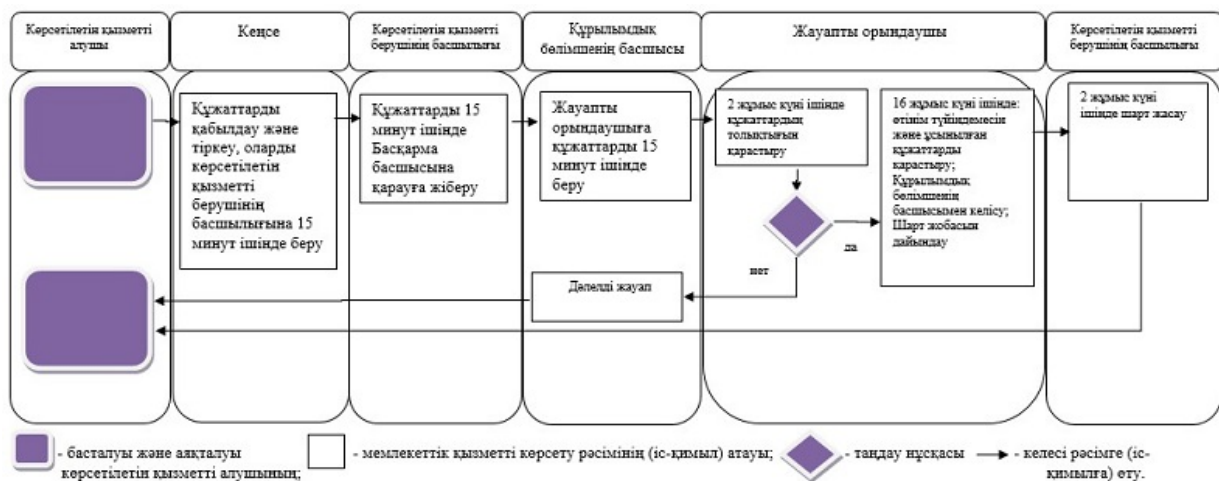 Көрсетілетін қызметті
алушы
Кеңсе
Көрсетілетін қызметті
берушінің басшылығы
Құрылымдық
бөлімшенің басшысы
Жауапты орындаушы
Көрсетілетін қызметті
берушінің басшылығы
Құжаттарды
қабылдау және
тіркеу, оларды
көрсетілетін
қызметті
берушінің
басшылығына 15
минут ішінде беру
Құжаттарды 15
минут ішінде
Басқарма
басшысына
қарауға жіберу
Жауапты
орындаушыға
құжаттарды 15
минут ішінде
беру
2 жұмыс күні ішінде
құжаттардың
толықтығын
қарастыру
16 жұмыс күні ішінде:
өтінім түйіндемесін
және ұсынылған
құжаттарды
қарастыру;
Құрылымдық
бөлімшенің
басшысымен келісу;
Шарт жобасын
дайындау
2 жұмыс күні
ішінде шарт жасау
да
нет
Дәлелді жауап
- басталуы және аяқталуы
көрсетілетін қызметті алушының;
- мемлекеттік қызметті көрсету рәсімінің (іс-қимыл) атауы;
- таңдау нұсқасы
- келесі рәсімге (іс-
қимылға) өту.